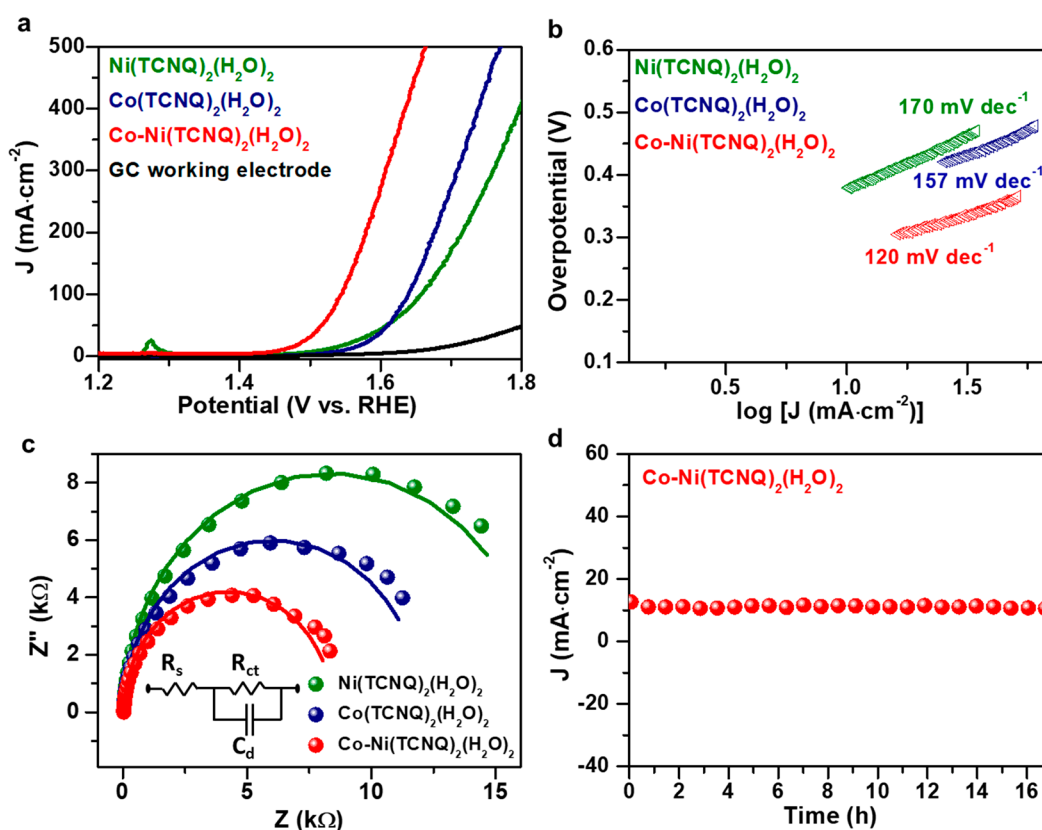 a
500
400
300
200
100
0
J (mA·cm⁻²)
Ni(TCNQ)₂(H₂O)₂
Co(TCNQ)₂(H₂O)₂
Co-Ni(TCNQ)₂(H₂O)₂
GC working electrode
1.2 1.4 1.6 1.8
Potential (V vs. RHE)
b
0.6
0.5
0.4
0.3
0.2
0.1
Overpotential (V)
Ni(TCNQ)₂(H₂O)₂
Co(TCNQ)₂(H₂O)₂
Co-Ni(TCNQ)₂(H₂O)₂
170 mV dec⁻¹
157 mV dec⁻¹
120 mV dec⁻¹
0.5 1.0 1.5
log [J (mA·cm⁻²)]
c
8
6
4
2
0
Z" (kΩ)
Rs
Rct
Cd
Ni(TCNQ)₂(H₂O)₂
Co(TCNQ)₂(H₂O)₂
Co-Ni(TCNQ)₂(H₂O)₂
0 5 10 15
Z (kΩ)
d
60
40
20
0
-20
-40
J (mA·cm⁻²)
Co-Ni(TCNQ)₂(H₂O)₂
0 2 4 6 8 10 12 14 16
Time (h)